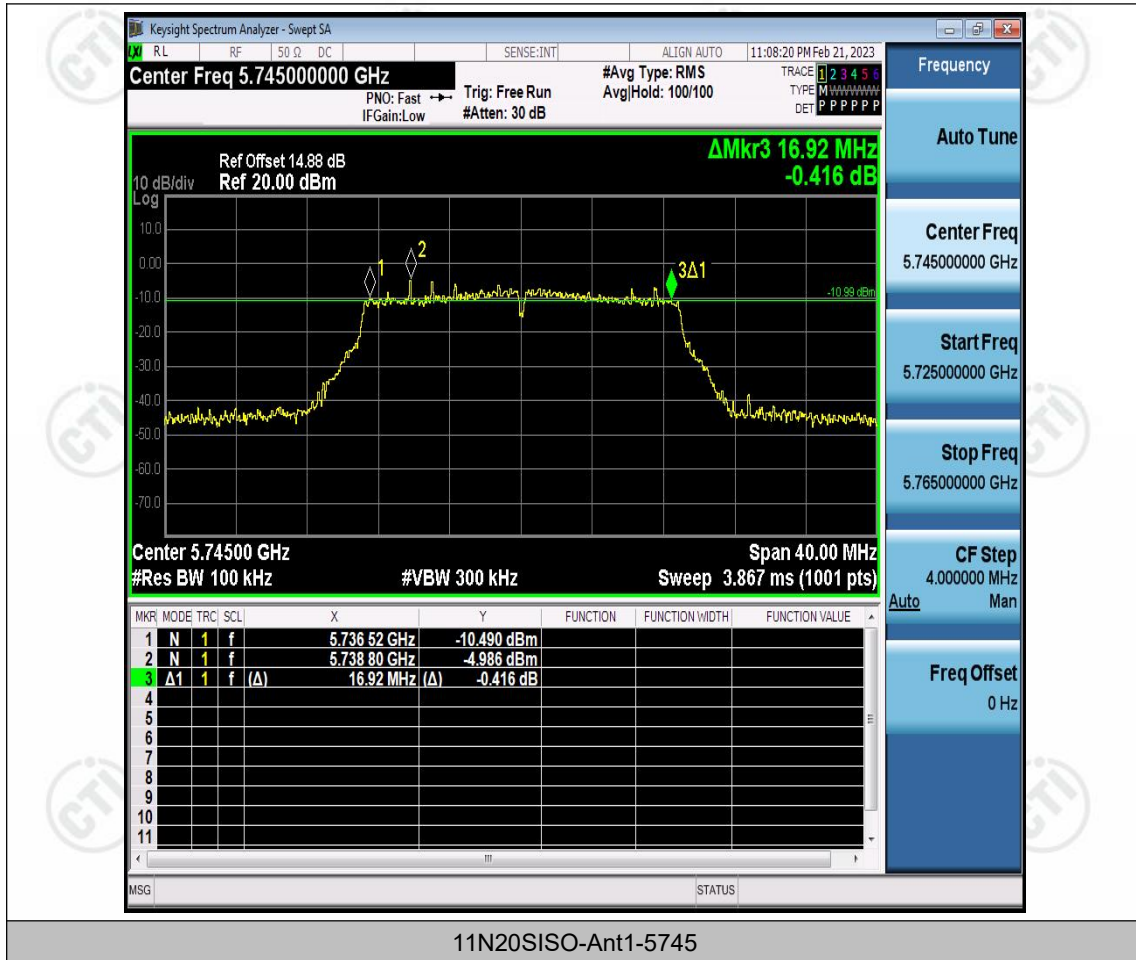 Keysight Spectrum Analyzer - Swept SA
LXI RL RF 50 Ω DC SENSE:INT ALIGN AUTO 11:08:20 PM Feb 21, 2023
Center Freq 5.745000000 GHz
PNO: Fast
IFGain:Low
Trig: Free Run
#Atten: 30 dB
#Avg Type: RMS
Avg|Hold: 100/100
TRACE 1 2 3 4 5 6
TYPE M WWWWW
DET P P P P P P
Ref Offset 14.88 dB
10 dB/div Ref 20.00 dBm
Log
ΔMkr3 16.92 MHz
-0.416 dB
10.0
0.00
-10.0
-20.0
-30.0
-40.0
-50.0
-60.0
-70.0
1
2
3Δ1
-10.99 dBm
Center 5.74500 GHz Span 40.00 MHz
#Res BW 100 kHz #VBW 300 kHz Sweep 3.867 ms (1001 pts)
MKR MODE TRC SCL X Y FUNCTION FUNCTION WIDTH FUNCTION VALUE
1 N 1 f 5.736 52 GHz -10.490 dBm
2 N 1 f 5.738 80 GHz -4.986 dBm
3 Δ1 1 f (Δ) 16.92 MHz (Δ) -0.416 dB
4
5
6
7
8
9
10
11
MSG STATUS
Frequency
Auto Tune
Center Freq
5.745000000 GHz
Start Freq
5.725000000 GHz
Stop Freq
5.765000000 GHz
CF Step
4.000000 MHz
Auto Man
Freq Offset
0 Hz
CTI
CTI
CTI
CTI
CTI
CTI
11N20SISO-Ant1-5745